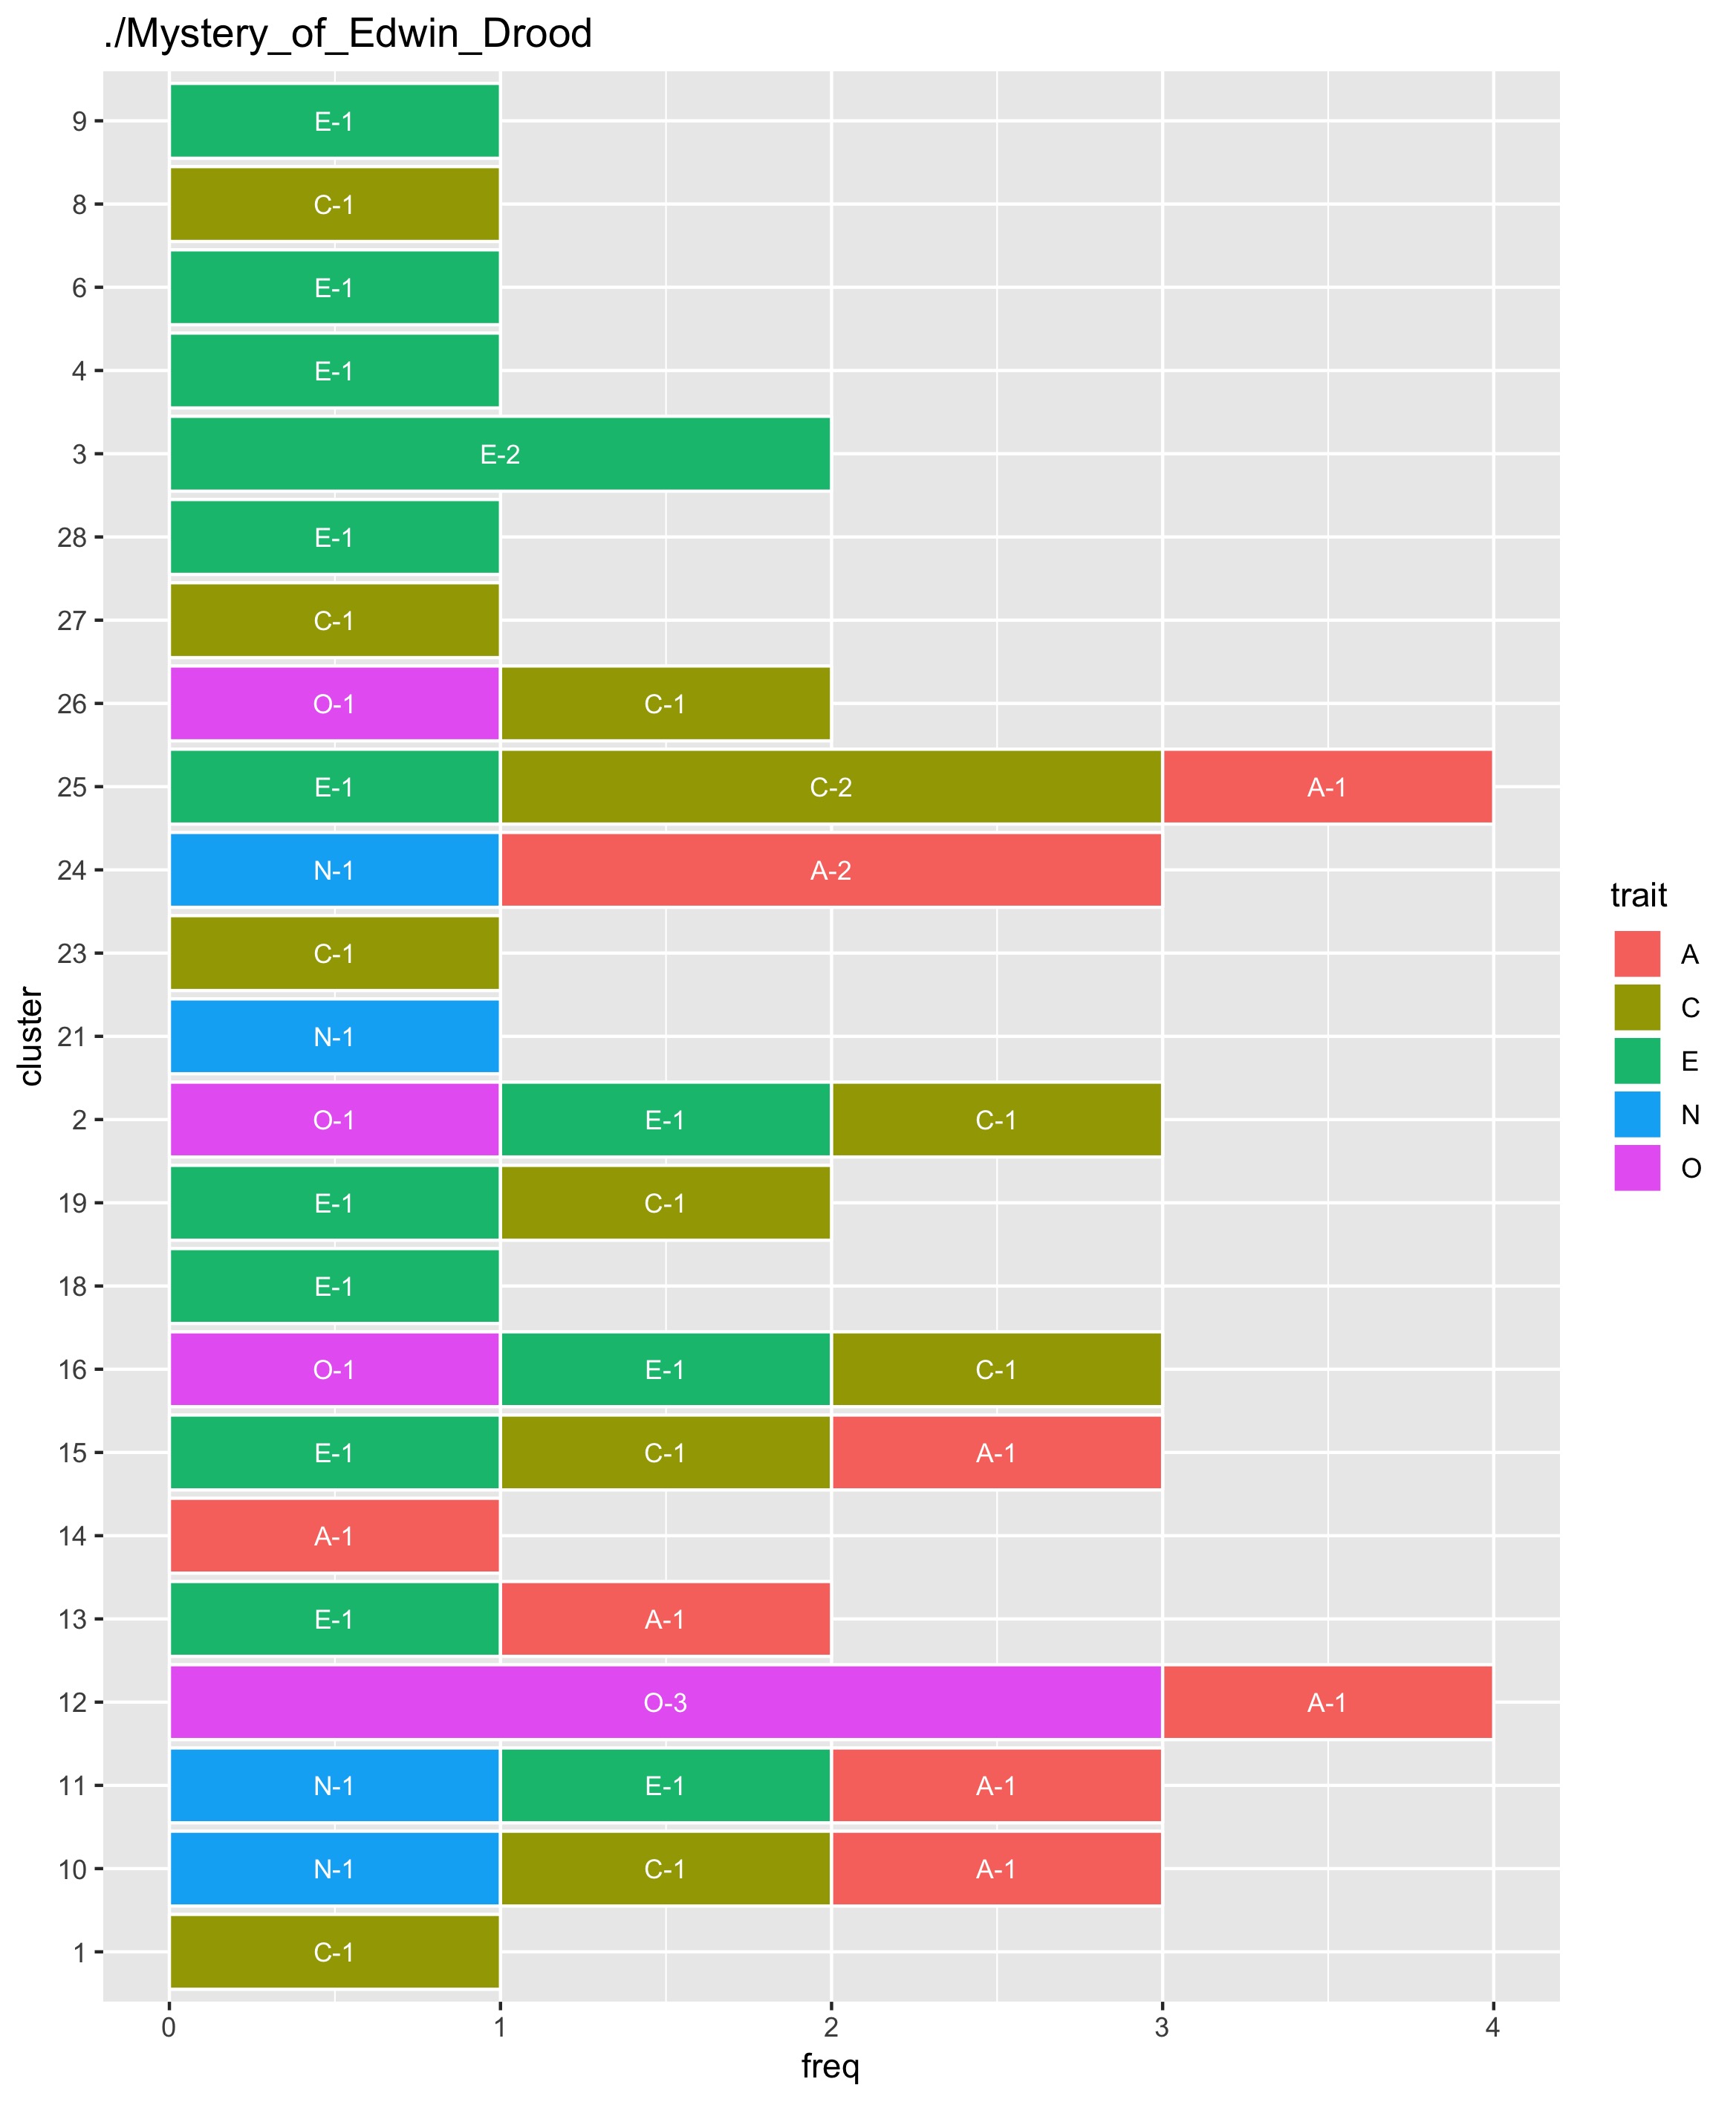 ./Mystery_of_Edwin_Drood
9 E-1
8 C-1
6 E-1
4 E-1
3 E-2
28 E-1
27 C-1
26 O-1 C-1
25 E-1 C-2 A-1
24 N-1 A-2
23 C-1
21 N-1
2 O-1 E-1 C-1
19 E-1 C-1
18 E-1
16 O-1 E-1 C-1
15 E-1 C-1 A-1
14 A-1
13 E-1 A-1
12 O-3 A-1
11 N-1 E-1 A-1
10 N-1 C-1 A-1
1 C-1
0 1 2 3 4
freq
cluster
trait
A
C
E
N
O